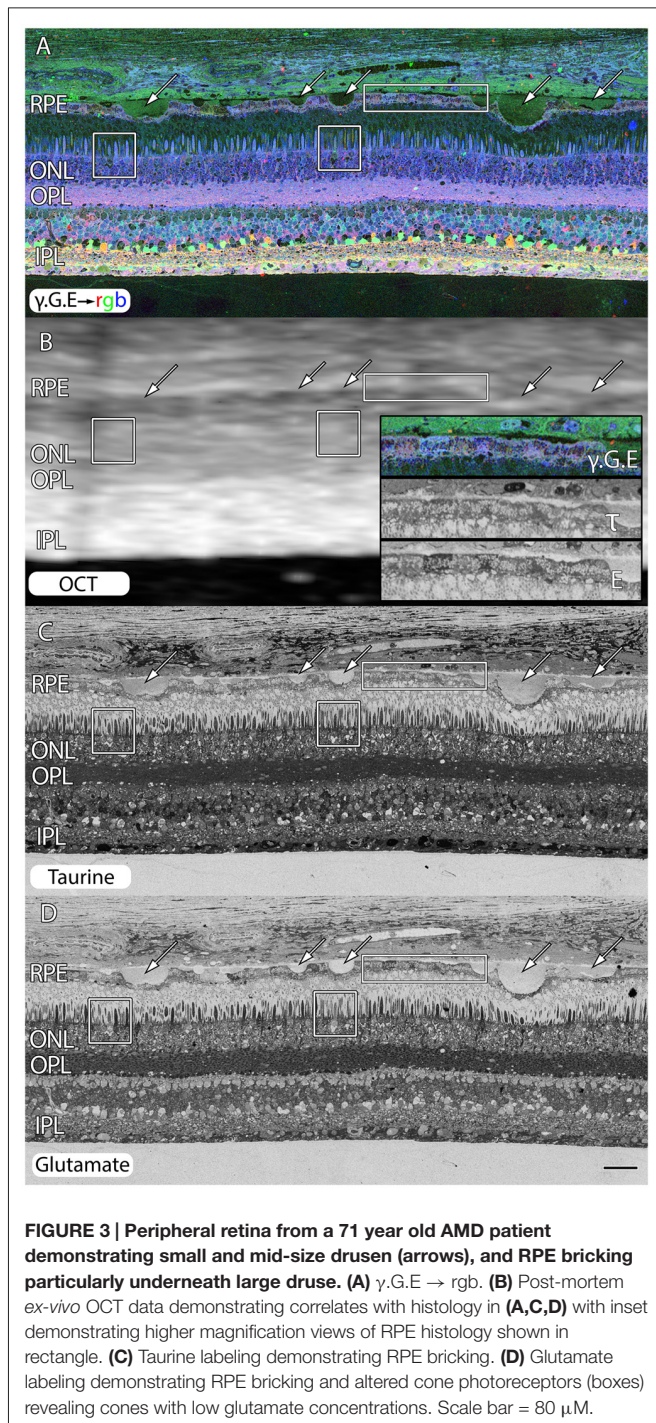 A
RPE
ONL
OPL
IPL
γ.G.E→rgb
B
RPE
ONL
OPL
IPL
γ.G.E
τ
E
OCT
C
RPE
ONL
OPL
IPL
Taurine
D
RPE
ONL
OPL
IPL
Glutamate
FIGURE 3 | Peripheral retina from a 71 year old AMD patient
demonstrating small and mid-size drusen (arrows), and RPE bricking
particularly underneath large druse. (A) γ.G.E → rgb. (B) Post-mortem
ex-vivo OCT data demonstrating correlates with histology in (A,C,D) with inset
demonstrating higher magnification views of RPE histology shown in
rectangle. (C) Taurine labeling demonstrating RPE bricking. (D) Glutamate
labeling demonstrating RPE bricking and altered cone photoreceptors (boxes)
revealing cones with low glutamate concentrations. Scale bar = 80 μM.